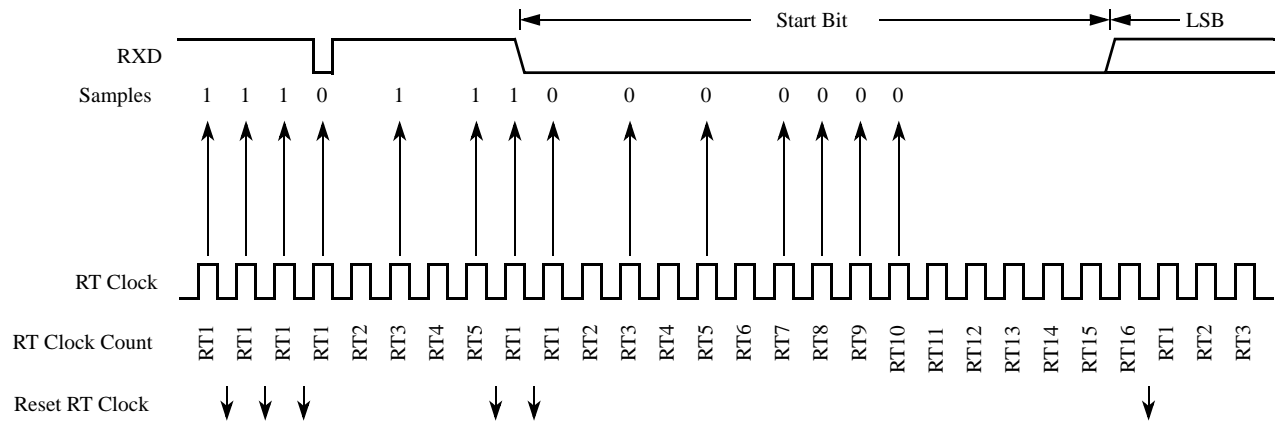 Start Bit LSB
RXD
Samples 1 1 1 0 1 1 1 0 0 0 0 0 0 0
RT Clock
RT Clock Count RT1 RT1 RT1 RT1 RT2 RT3 RT4 RT5 RT1 RT1 RT2 RT3 RT4 RT5 RT6 RT7 RT8 RT9 RT10 RT11 RT12 RT13 RT14 RT15 RT16 RT1 RT2 RT3
Reset RT Clock